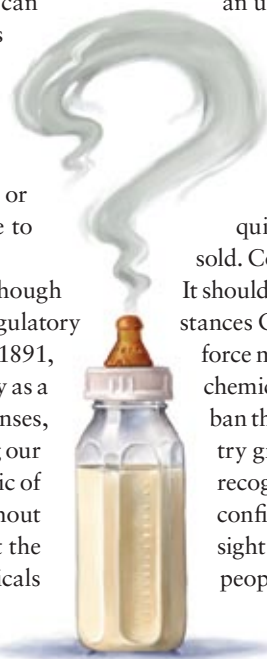 can
s
or
e to
hough
gulatory
1891,
y as a
nses,
g our
ic of
hout
t the
icals
an u
qui
sold. Co
It should
stances C
force m
chemic
ban th
try gr
recog
confi
sight
peop